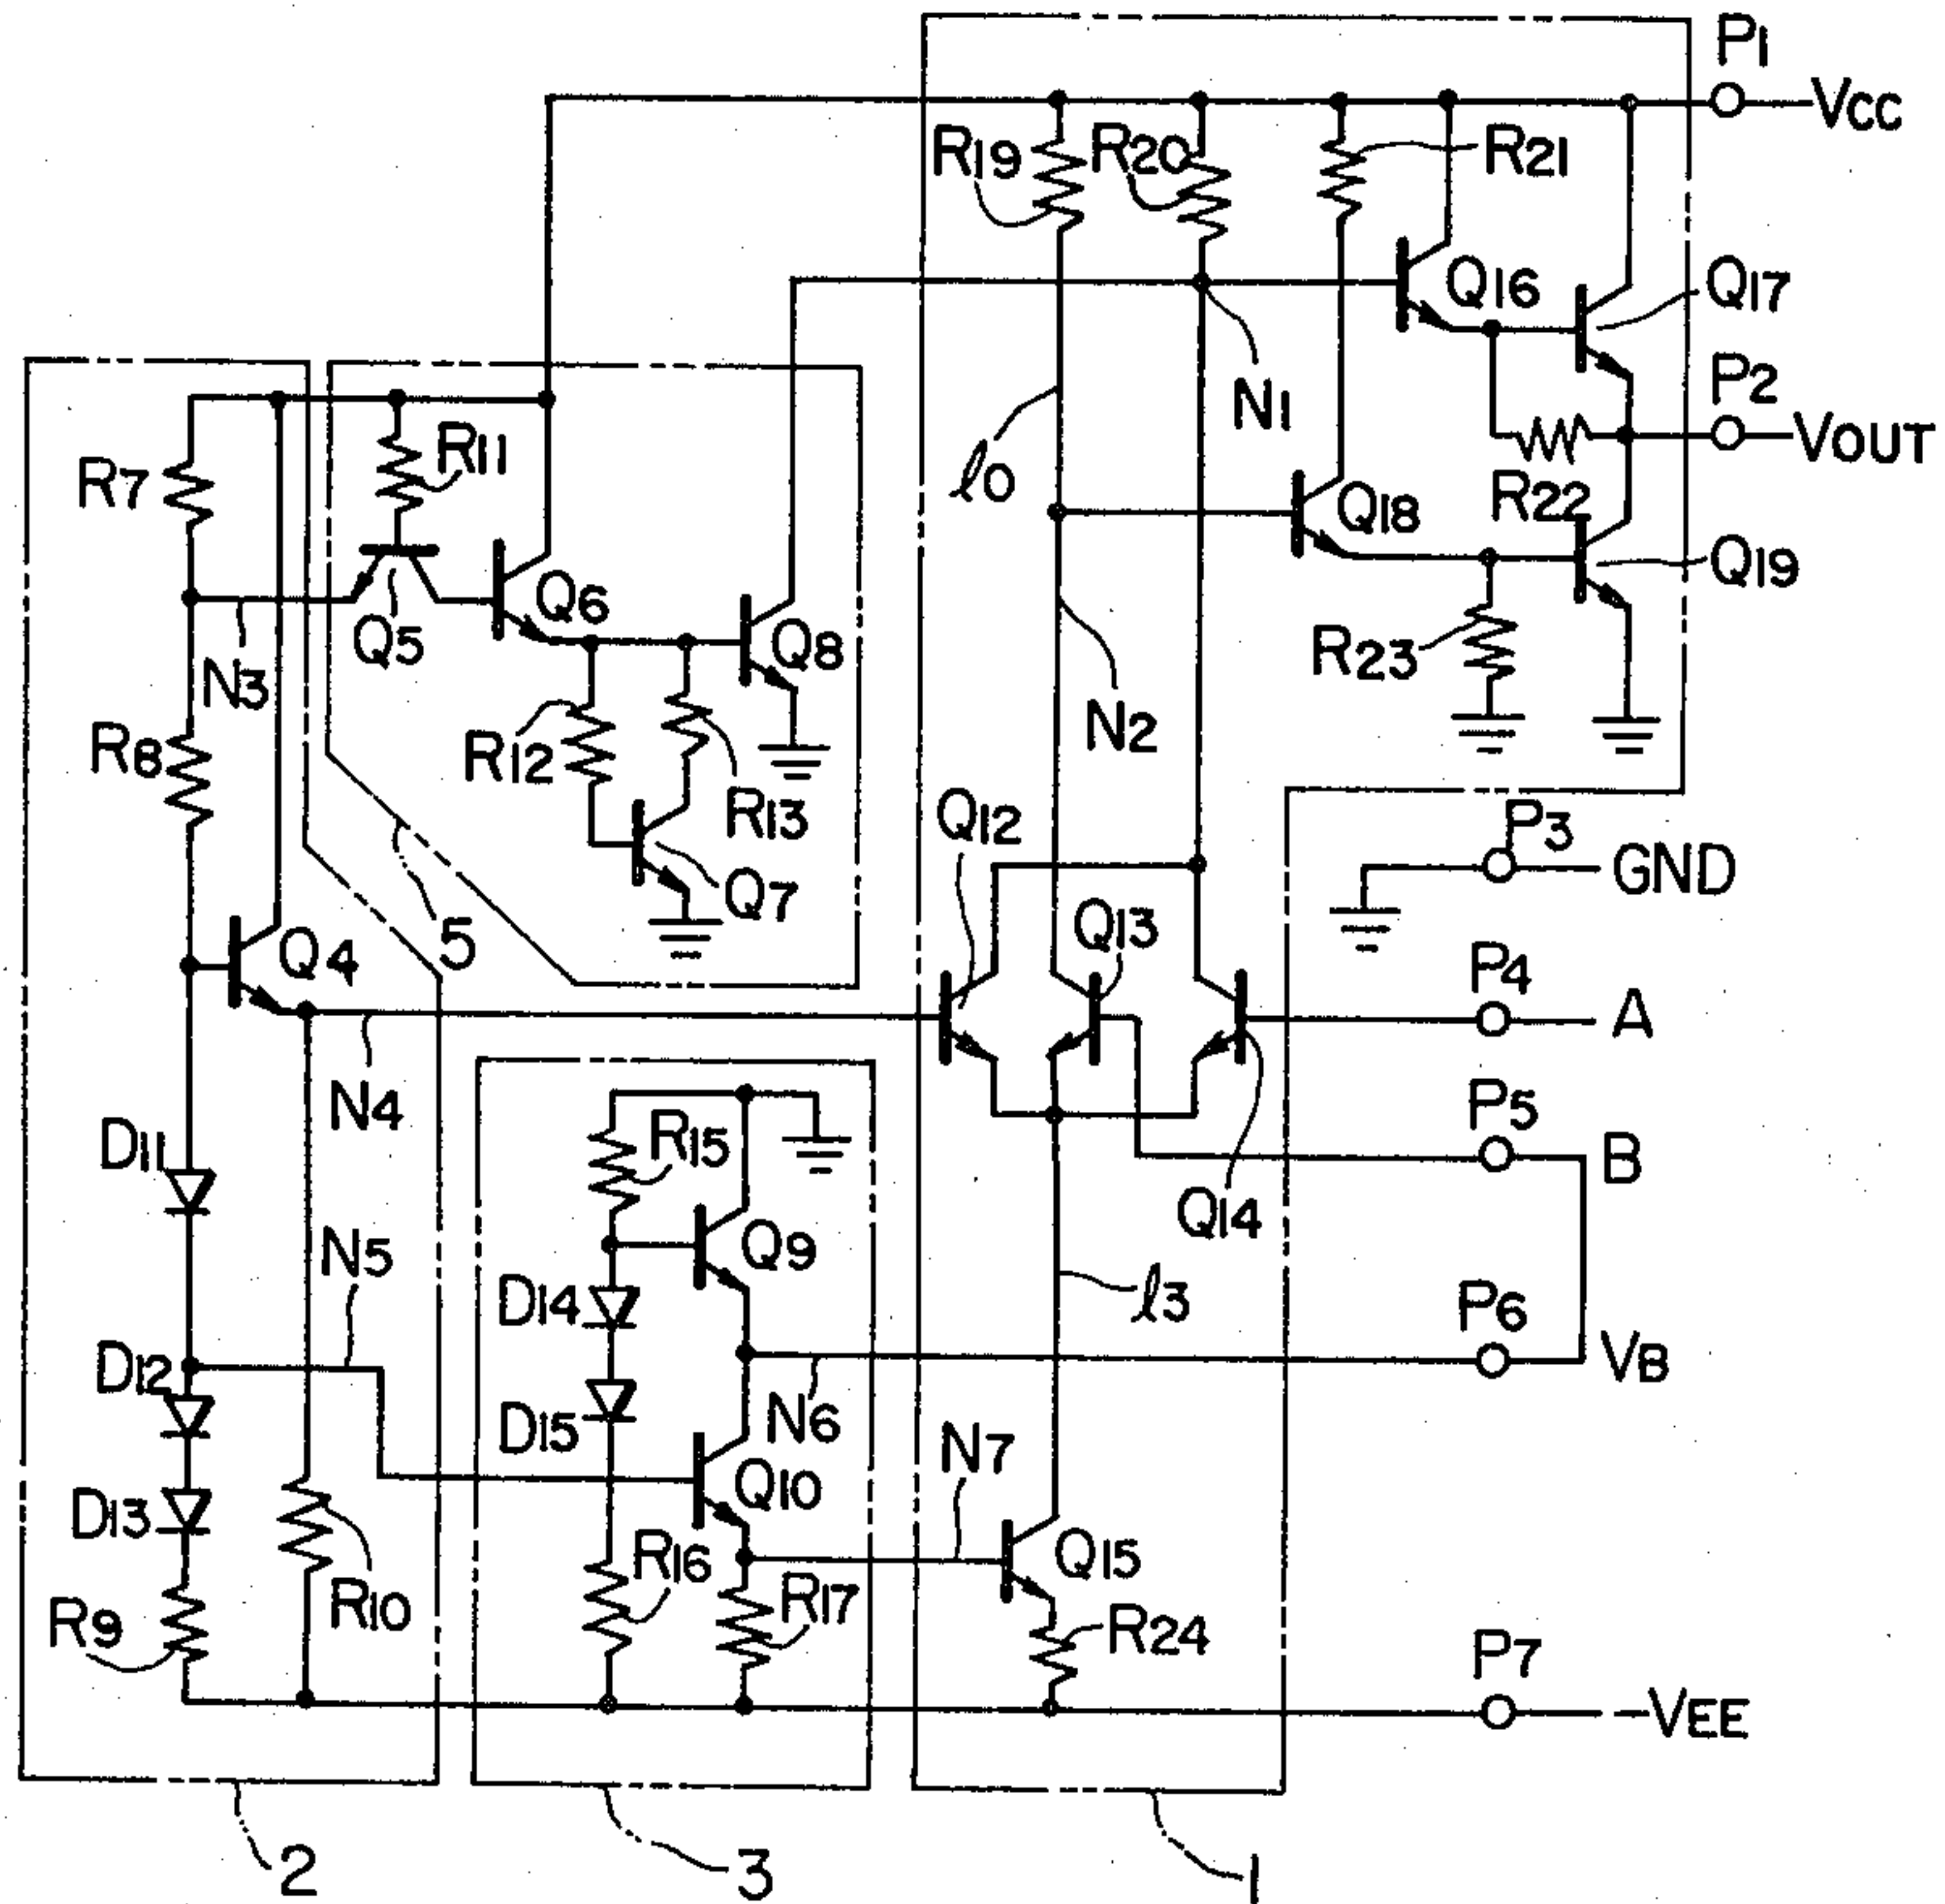 P1
VCC
R19
R20
R21
Q16
Q17
N1
P2
VOUT
R7
R11
l0
Q18
R22
Q19
Q5
Q6
Q8
N3
R23
R8
R12
N2
R13
Q12
P3
GND
Q7
5
Q4
Q13
P4
A
N4
D11
R15
P5
B
Q14
N5
Q9
D14
l3
P6
VB
D12
D15
N6
N7
D13
Q10
R16
Q15
R9
R10
R17
R24
P7
-VEE
2
3
1